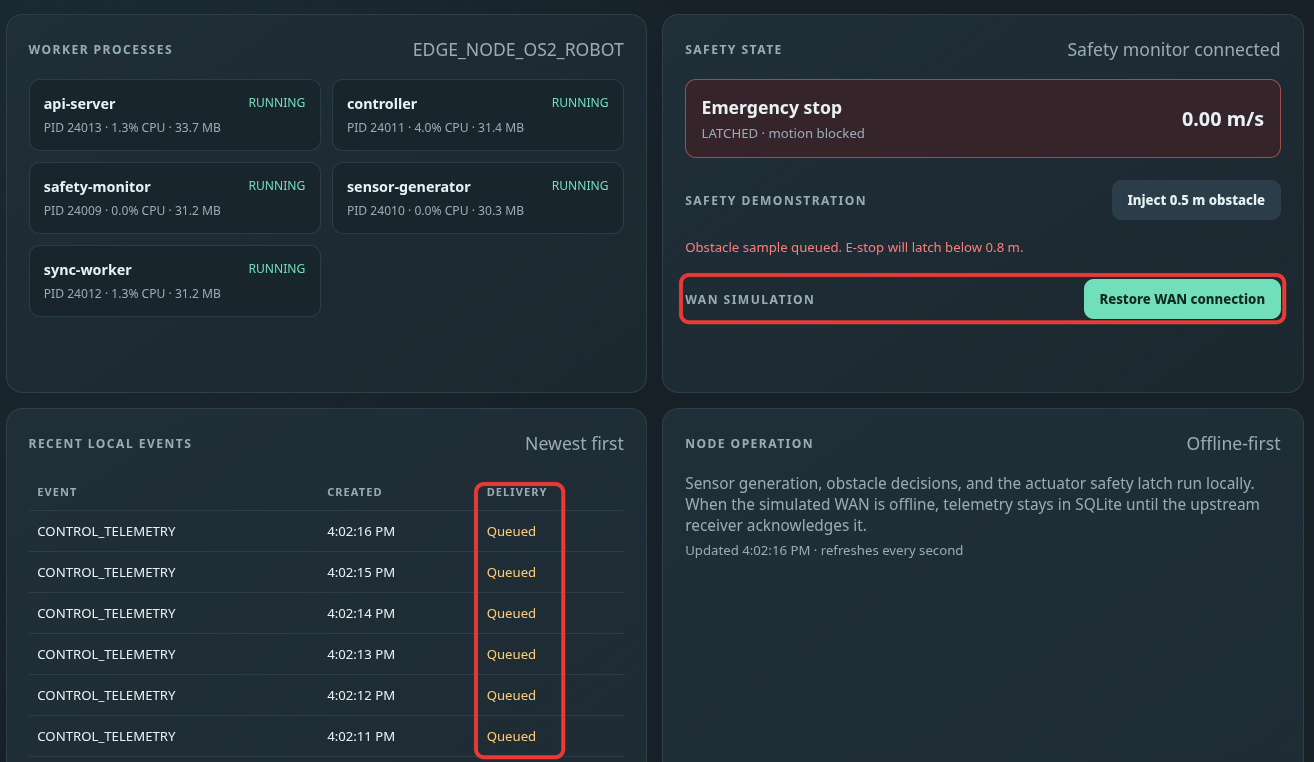 WORKER PROCESSES
EDGE_NODE_OS2_ROBOT
api-server RUNNING
PID 24013 · 1.3% CPU · 33.7 MB
controller RUNNING
PID 24011 · 4.0% CPU · 31.4 MB
safety-monitor RUNNING
PID 24009 · 0.0% CPU · 31.2 MB
sensor-generator RUNNING
PID 24010 · 0.0% CPU · 30.3 MB
sync-worker RUNNING
PID 24012 · 1.3% CPU · 31.2 MB
SAFETY STATE
Safety monitor connected
Emergency stop
LATCHED · motion blocked
0.00 m/s
SAFETY DEMONSTRATION
Inject 0.5 m obstacle
Obstacle sample queued. E-stop will latch below 0.8 m.
WAN SIMULATION
Restore WAN connection
RECENT LOCAL EVENTS
Newest first
EVENT CREATED DELIVERY
CONTROL_TELEMETRY 4:02:16 PM Queued
CONTROL_TELEMETRY 4:02:15 PM Queued
CONTROL_TELEMETRY 4:02:14 PM Queued
CONTROL_TELEMETRY 4:02:13 PM Queued
CONTROL_TELEMETRY 4:02:12 PM Queued
CONTROL_TELEMETRY 4:02:11 PM Queued
NODE OPERATION
Offline-first
Sensor generation, obstacle decisions, and the actuator safety latch run locally.
When the simulated WAN is offline, telemetry stays in SQLite until the upstream
receiver acknowledges it.
Updated 4:02:16 PM · refreshes every second